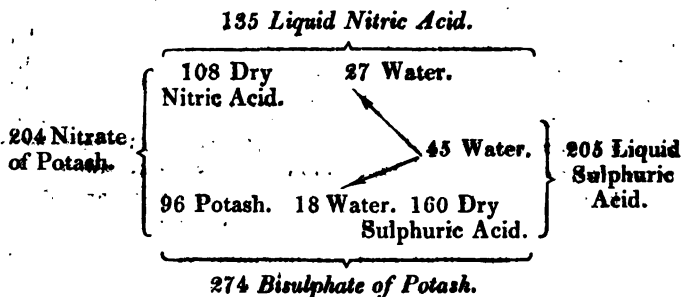 135 Liquid Nitric Acid.
108 Dry
Nitric Acid.
27 Water.
204 Nitrate
of Potash.
45 Water.
205 Liquid
Sulphuric
Acid.
96 Potash.
18 Water.
160 Dry
Sulphuric Acid.
274 Bisulphate of Potash.